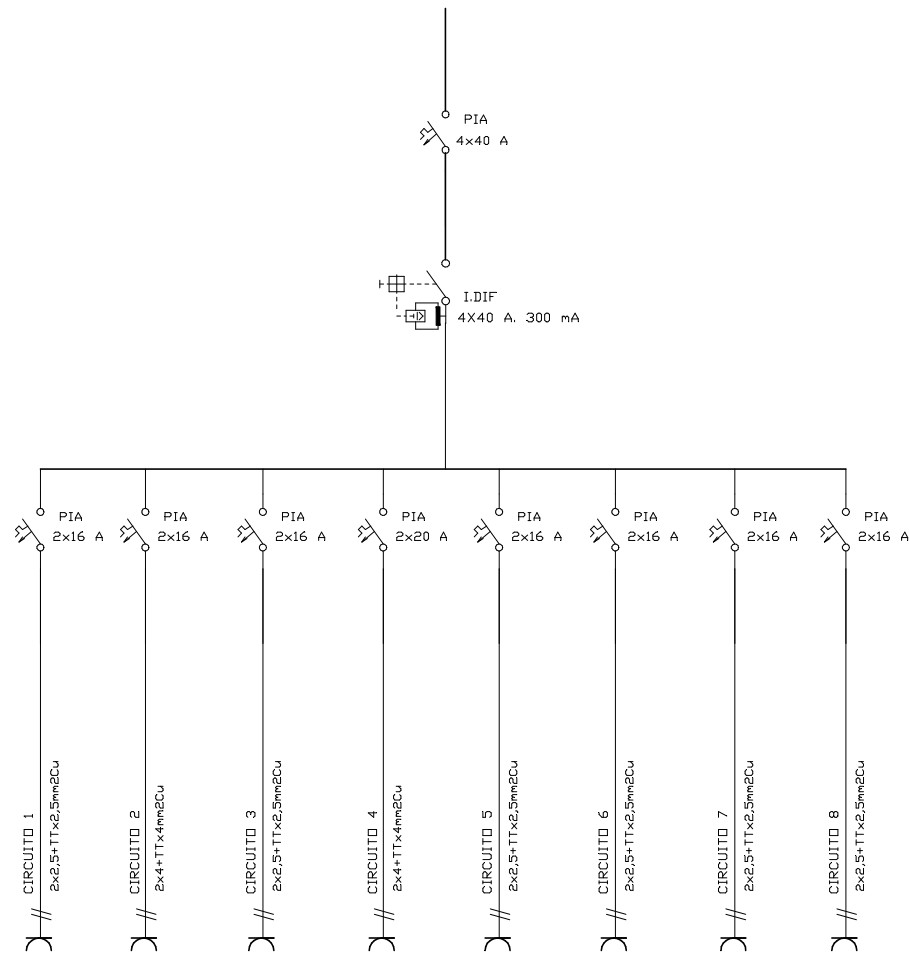 PIA
4x40 A
I.DIF
4X40 A. 300 mA
PIA
2x16 A
PIA
2x16 A
PIA
2x16 A
PIA
2x20 A
PIA
2x16 A
PIA
2x16 A
PIA
2x16 A
PIA
2x16 A
CIRCUITO 1
2x2,5+TTx2,5mm2Cu
CIRCUITO 2
2x4+TTx4mm2Cu
CIRCUITO 3
2x2,5+TTx2,5mm2Cu
CIRCUITO 4
2x4+TTx4mm2Cu
CIRCUITO 5
2x2,5+TTx2,5mm2Cu
CIRCUITO 6
2x2,5+TTx2,5mm2Cu
CIRCUITO 7
2x2,5+TTx2,5mm2Cu
CIRCUITO 8
2x2,5+TTx2,5mm2Cu